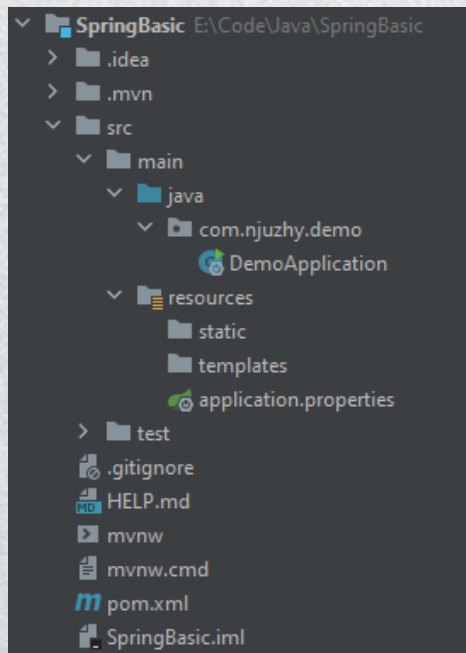 SpringBasic E:\Code\Java\SpringBasic
.idea
.mvn
src
main
java
com.njuzhy.demo
DemoApplication
resources
static
templates
application.properties
test
.gitignore
MD HELP.md
mvnw
mvnw.cmd
m pom.xml
SpringBasic.iml